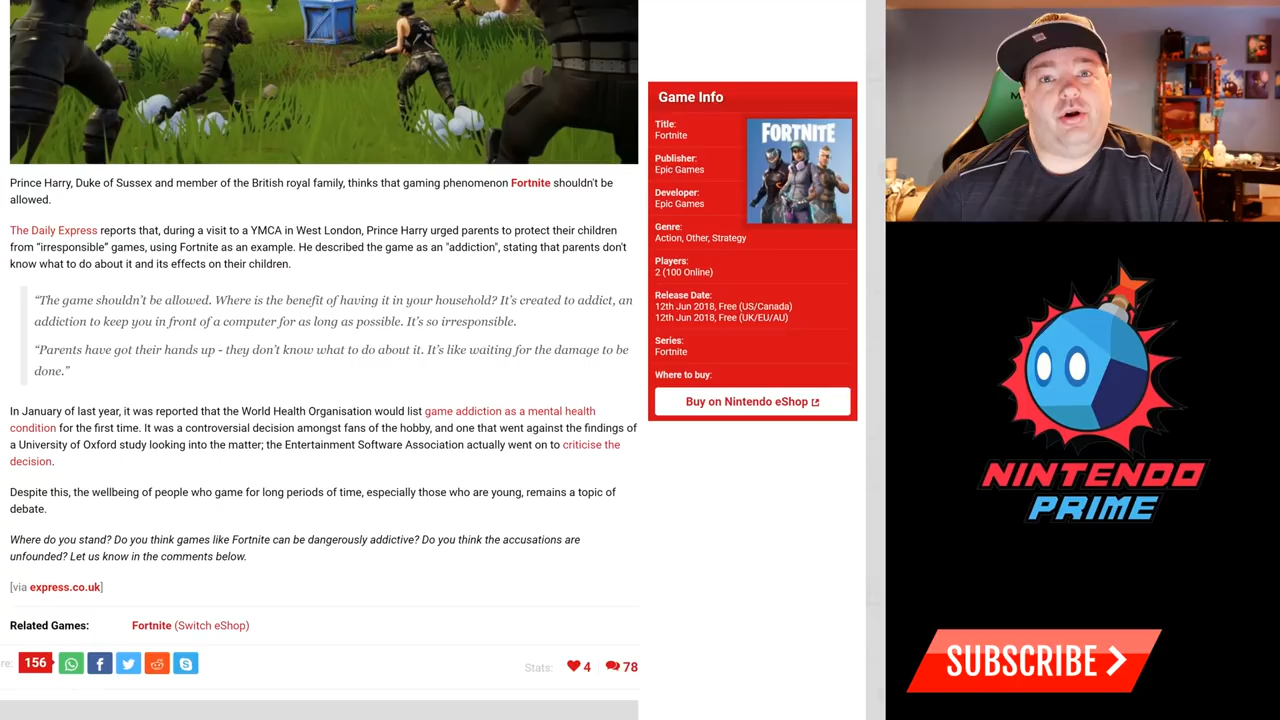 Prince Harry, Duke of Sussex and member of the British royal family, thinks that gaming phenomenon Fortnite shouldn't be
allowed.
The Daily Express reports that, during a visit to a YMCA in West London, Prince Harry urged parents to protect their children
from "irresponsible" games, using Fortnite as an example. He described the game as an "addiction", stating that parents don't
know what to do about it and its effects on their children.
“The game shouldn’t be allowed. Where is the benefit of having it in your household? It’s created to addict, an
addiction to keep you in front of a computer for as long as possible. It’s so irresponsible.
“Parents have got their hands up - they don’t know what to do about it. It’s like waiting for the damage to be
done.”
In January of last year, it was reported that the World Health Organisation would list game addiction as a mental health
condition for the first time. It was a controversial decision amongst fans of the hobby, and one that went against the findings of
a University of Oxford study looking into the matter; the Entertainment Software Association actually went on to criticise the
decision.
Despite this, the wellbeing of people who game for long periods of time, especially those who are young, remains a topic of
debate.
Where do you stand? Do you think games like Fortnite can be dangerously addictive? Do you think the accusations are
unfounded? Let us know in the comments below.
[via express.co.uk]
Related Games: Fortnite (Switch eShop)
re: 156
Stats: 4 78
Game Info
Title:
Fortnite
FORTNITE
Publisher:
Epic Games
Developer:
Epic Games
Genre:
Action, Other, Strategy
Players:
2 (100 Online)
Release Date:
12th Jun 2018, Free (US/Canada)
12th Jun 2018, Free (UK/EU/AU)
Series:
Fortnite
Where to buy:
Buy on Nintendo eShop
NINTENDO
PRIME
SUBSCRIBE